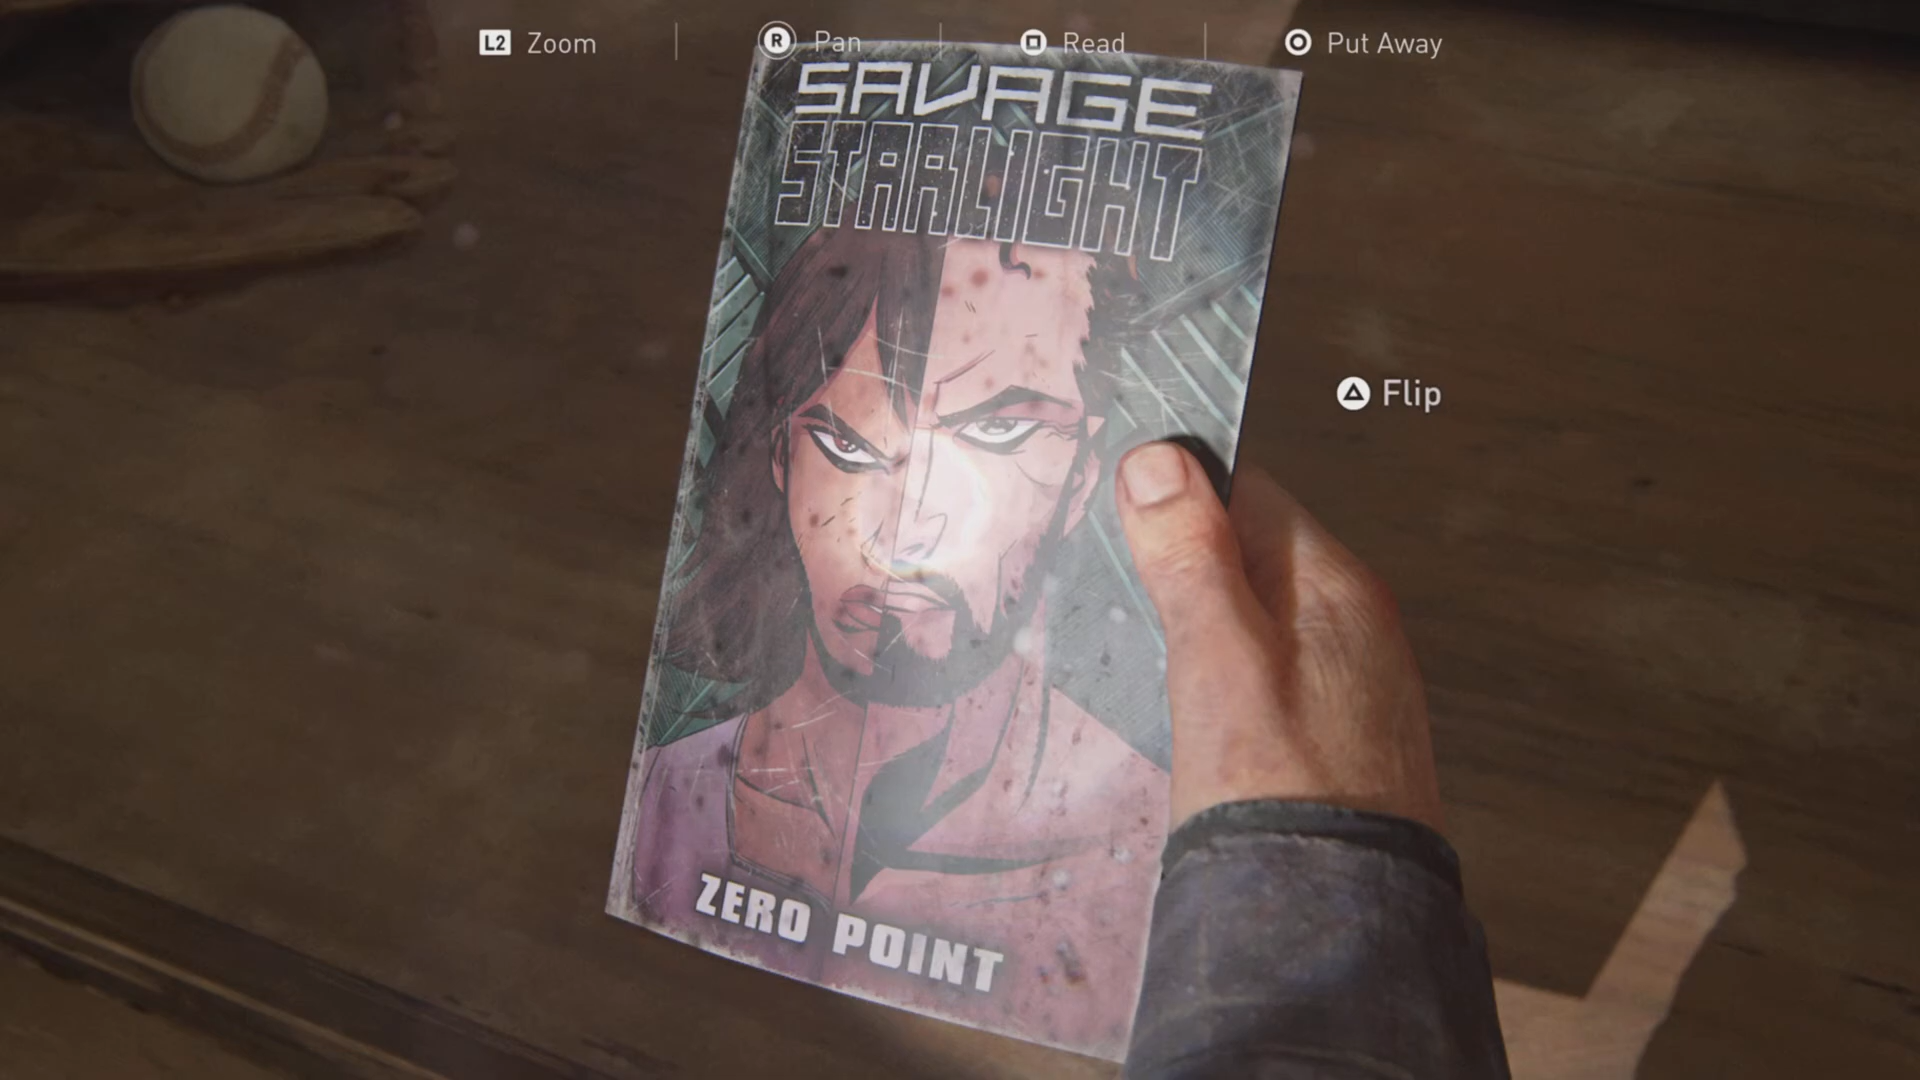 L2 Zoom
R Pan
Read
Put Away
SAVAGE
STARLIGHT
Flip
ZERO POINT